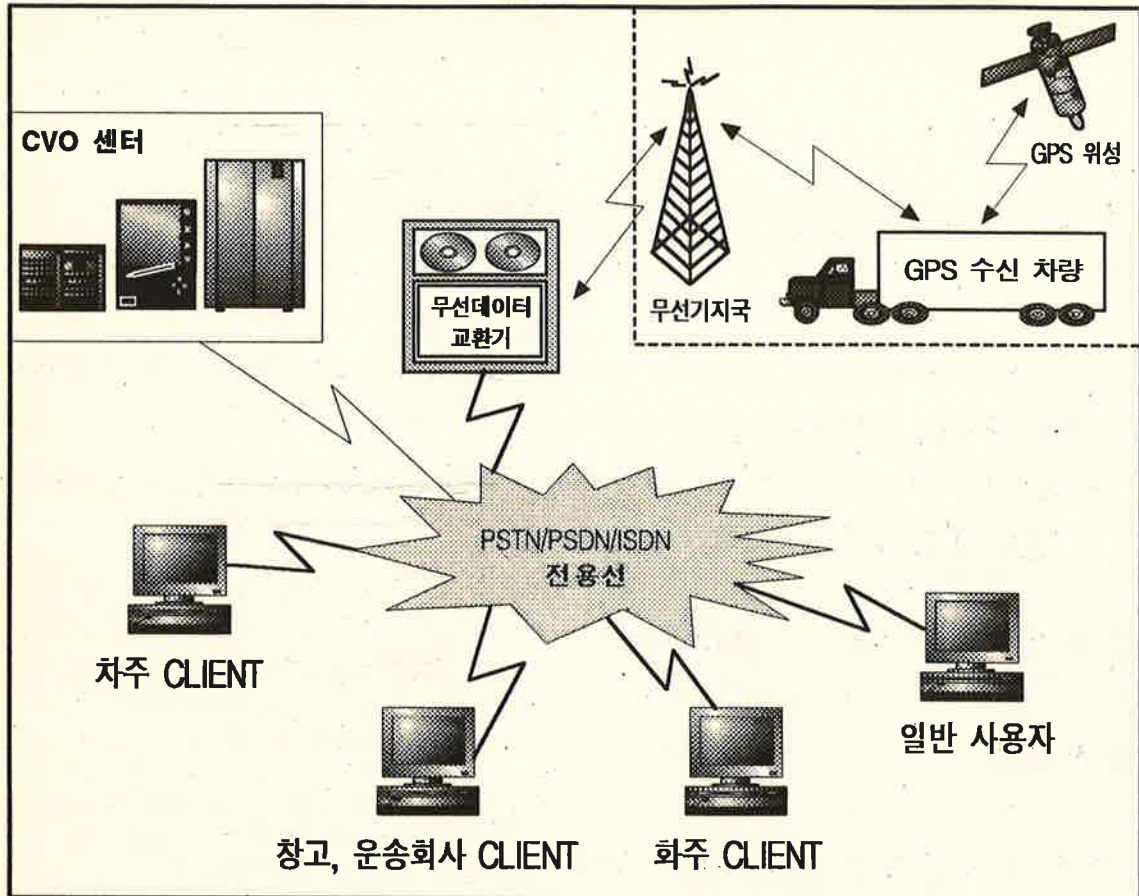 CVO 센터
GPS 위성
GPS 수신 차량
무선기지국
무선데이터
교환기
PSTN/PSDN/ISDN
전용선
차주 CLIENT
일반 사용자
창고, 운송회사 CLIENT
화주 CLIENT